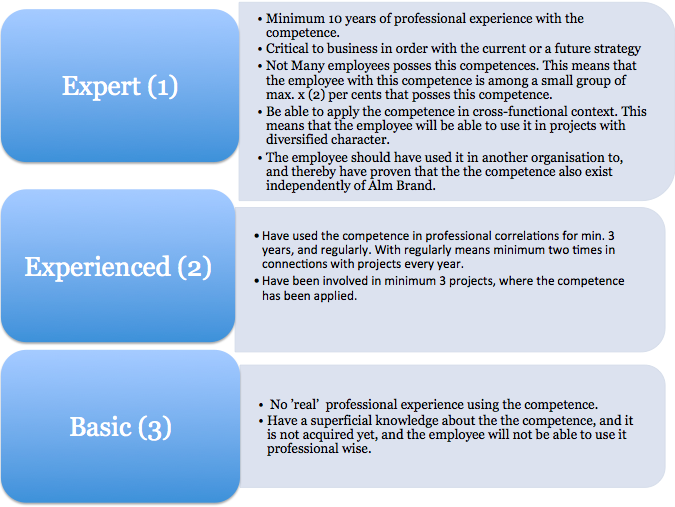 Expert (1)
• Minimum 10 years of professional experience with the
competence.
• Critical to business in order with the current or a future strategy
• Not Many employees posses this competences. This means that
the employee with this competence is among a small group of
max. x (2) per cents that posses this competence.
• Be able to apply the competence in cross-functional context. This
means that the employee will be able to use it in projects with
diversified character.
• The employee should have used it in another organisation to,
and thereby have proven that the the competence also exist
independently of Alm Brand.
Experienced (2)
• Have used the competence in professional correlations for min. 3
years, and regularly. With regularly means minimum two times in
connections with projects every year.
• Have been involved in minimum 3 projects, where the competence
has been applied.
Basic (3)
• No ’real’ professional experience using the competence.
• Have a superficial knowledge about the the competence, and it
is not acquired yet, and the employee will not be able to use it
professional wise.